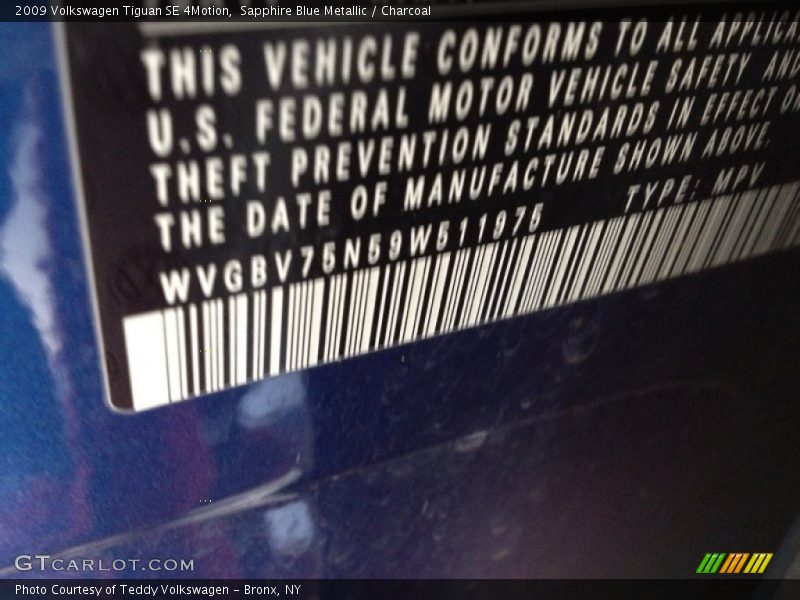 2009 Volkswagen Tiguan SE 4Motion, Sapphire Blue Metallic / Charcoal
THIS VEHICLE CONFORMS TO ALL
U.S. FEDERAL MOTOR VEHICLE SAFETY AND
THEFT PREVENTION STANDARDS IN EFFECT ON
THE DATE OF MANUFACTURE SHOWN ABOVE.
WVGBV75N59W511975 TYPE: MPV
GTCARLOT.COM
Photo Courtesy of Teddy Volkswagen - Bronx, NY